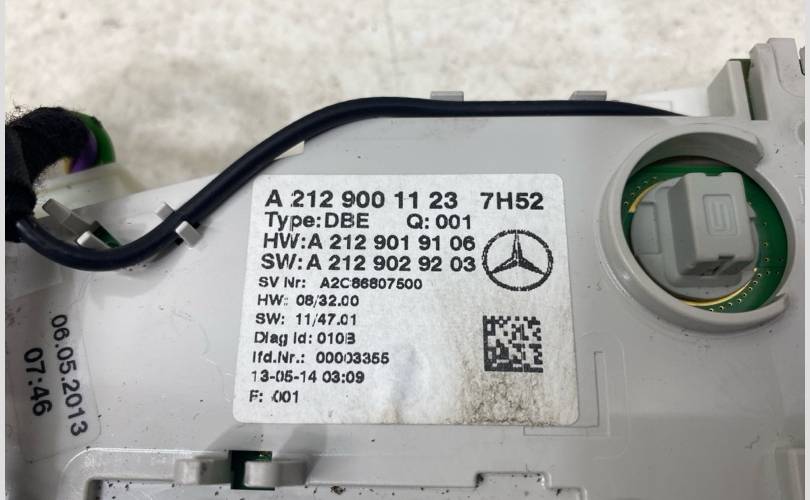 A 212 900 11 23 7H52
Type:DBE Q: 001
HW:A 212 901 91 06
SW:A 212 902 92 03
SV Nr: A2C86807500
HW: 08/32.00
SW: 11/47.01
Diag Id: 010B
lfd.Nr.: 00003355
13-05-14 03:09
F: 001
06.05.2013
07:46